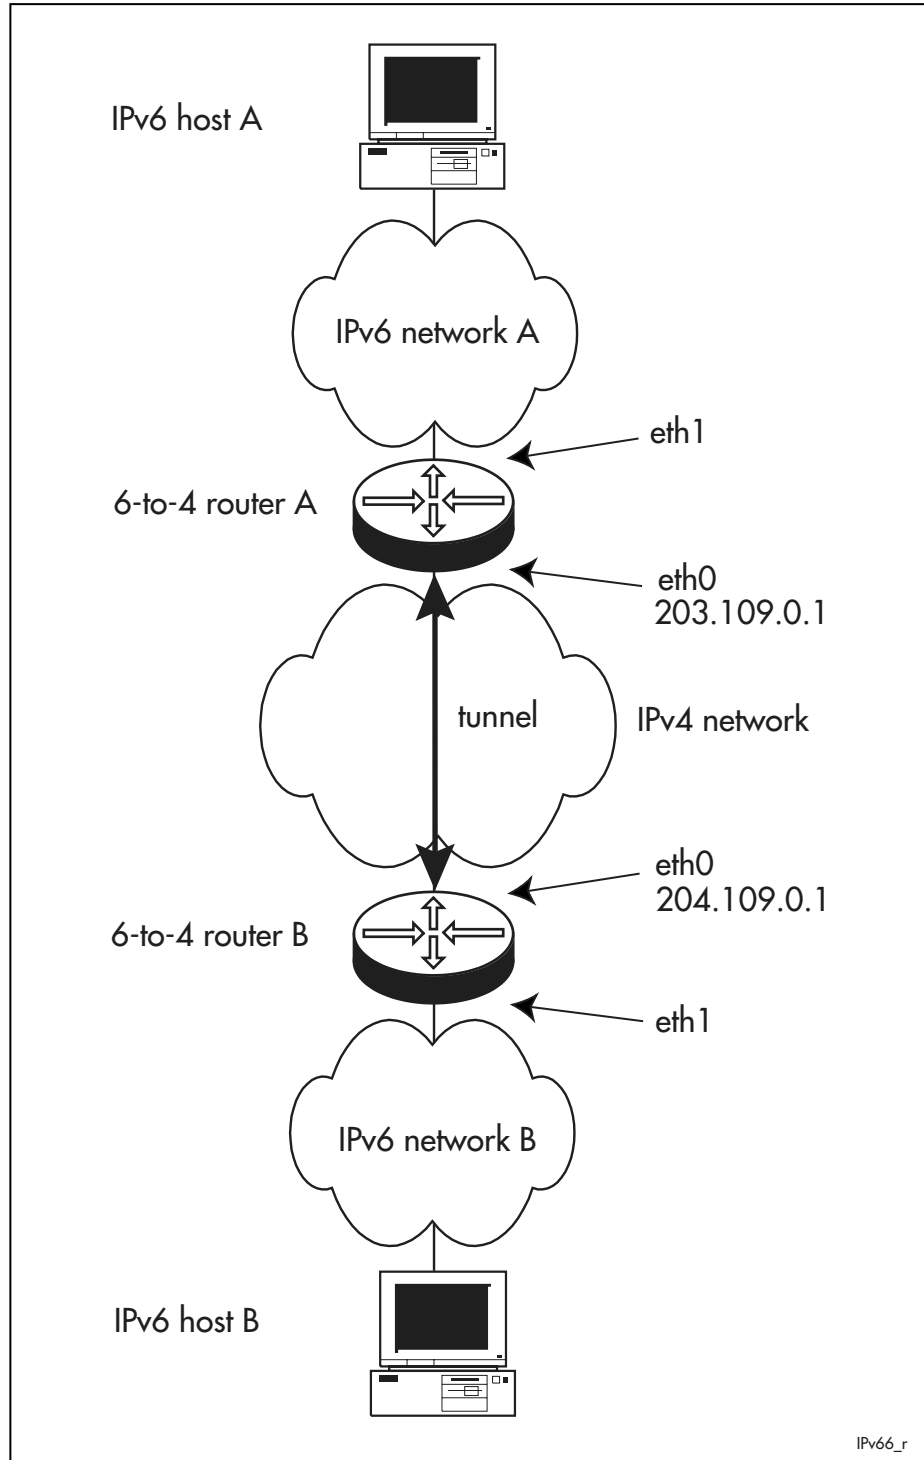 IPv6 host A
IPv6 network A
eth1
6-to-4 router A
eth0
203.109.0.1
tunnel
IPv4 network
eth0
204.109.0.1
6-to-4 router B
eth1
IPv6 network B
IPv6 host B
IPv66_r